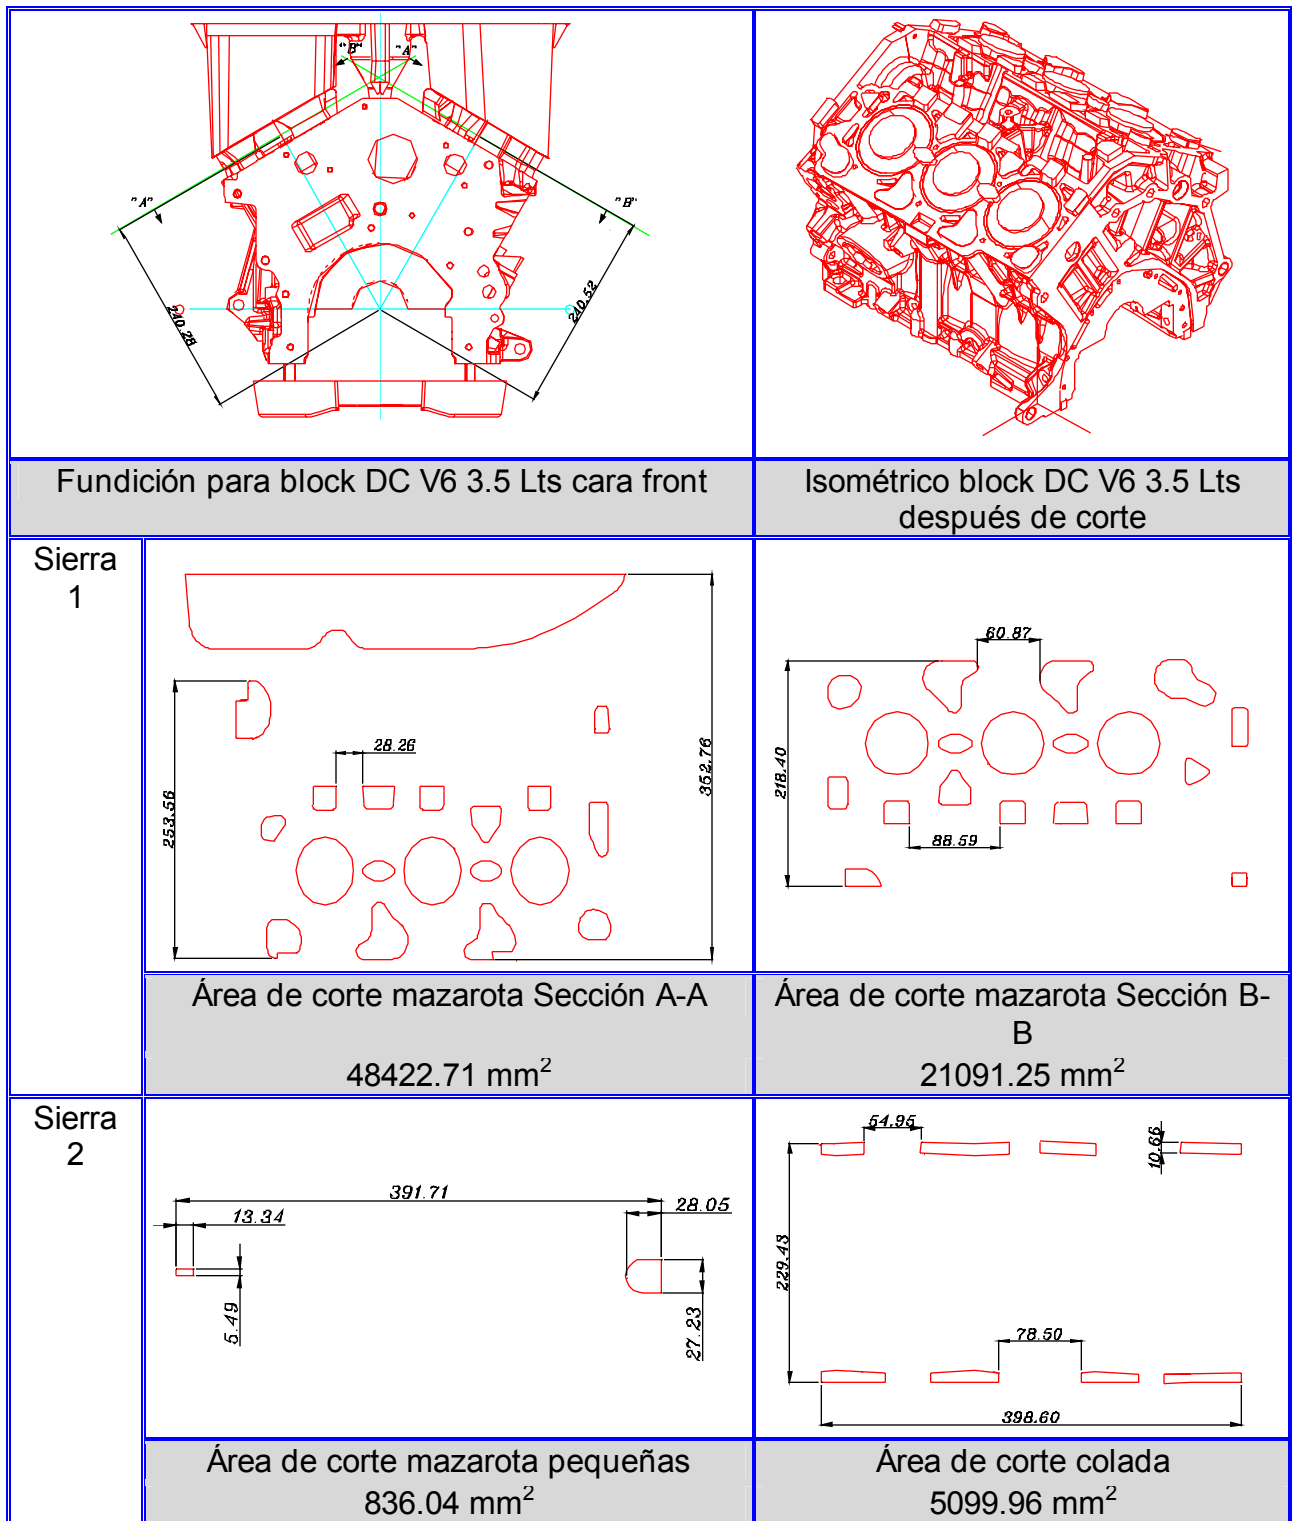 "B"
"A"
"A"
"B"
240.28
240.52
Fundición para block DC V6 3.5 Lts cara front
Isométrico block DC V6 3.5 Lts
después de corte
Sierra
1
28.26
253.56
352.76
60.87
218.40
88.59
Área de corte mazarota Sección A-A
48422.71 mm²
Área de corte mazarota Sección B-
B
21091.25 mm²
Sierra
2
391.71
13.34
28.05
5.49
27.23
54.95
10.66
229.43
78.50
398.60
Área de corte mazarota pequeñas
836.04 mm²
Área de corte colada
5099.96 mm²